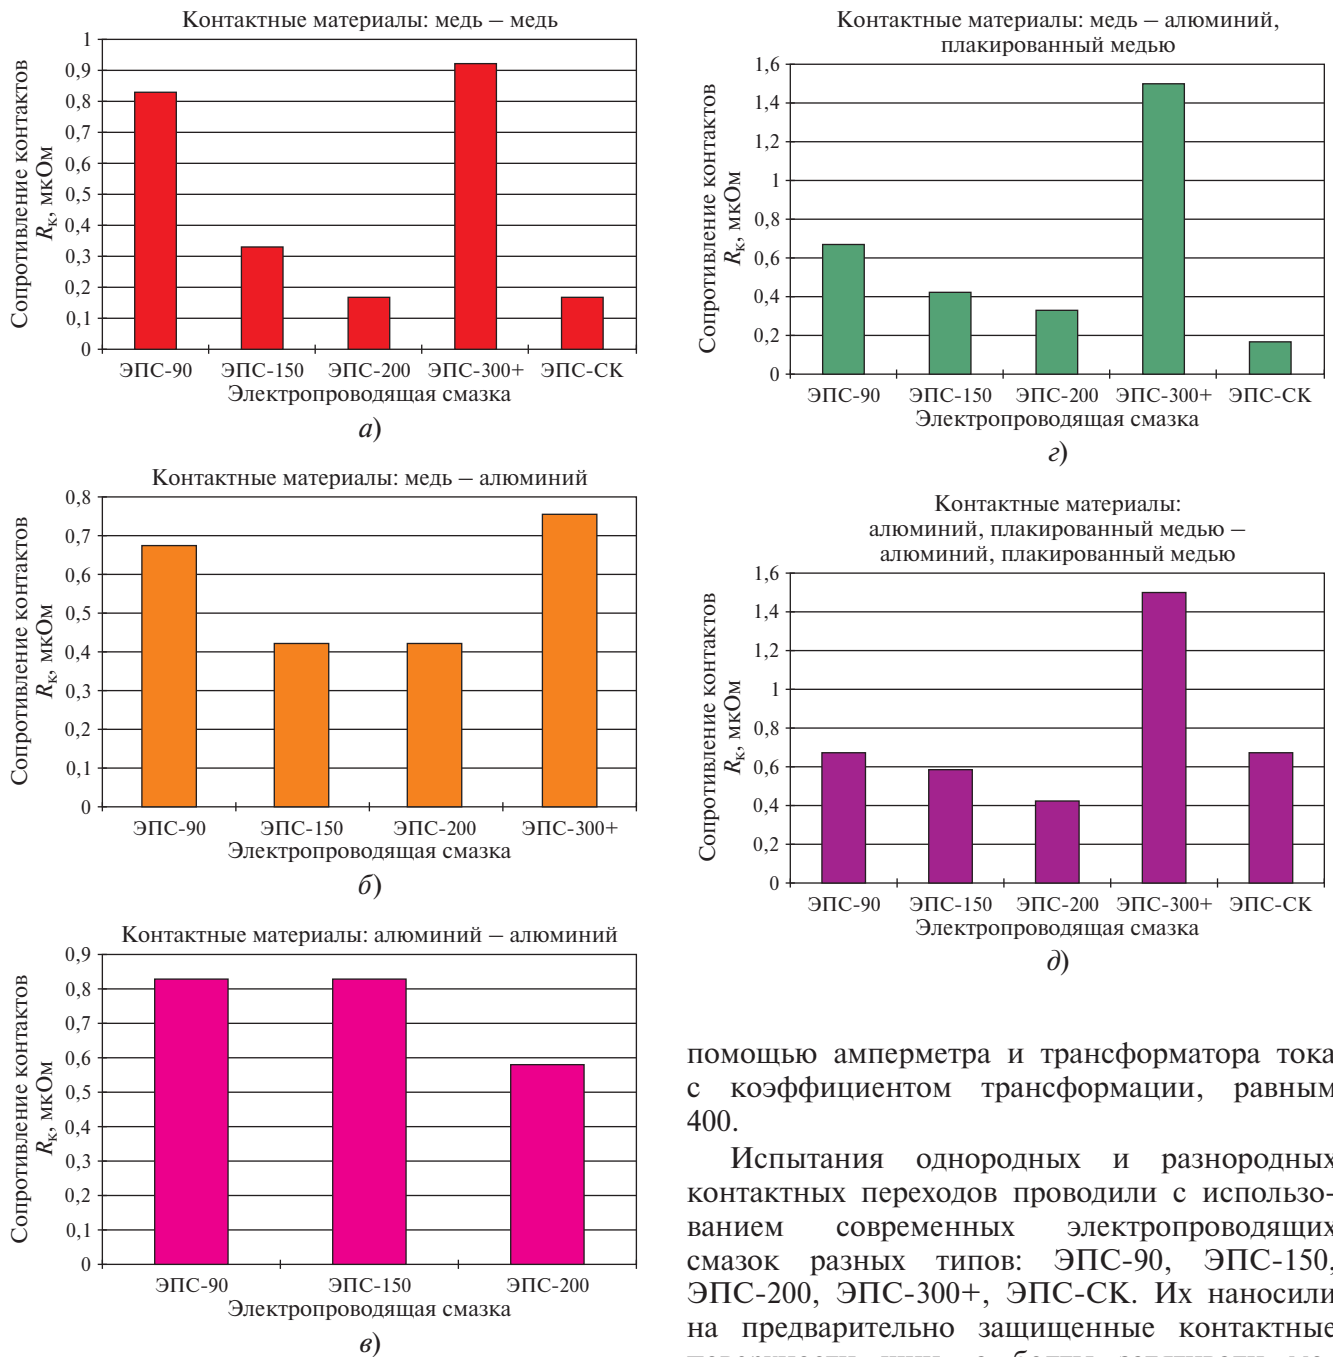 Контактные материалы: медь – медь
Сопротивление контактов
Rк, мкОм
1
0,9
0,8
0,7
0,6
0,5
0,4
0,3
0,2
0,1
0
ЭПС-90 ЭПС-150 ЭПС-200 ЭПС-300+ ЭПС-СК
Электропроводящая смазка
а)
Контактные материалы: медь – алюминий
Сопротивление контактов
Rк, мкОм
0,8
0,7
0,6
0,5
0,4
0,3
0,2
0,1
0
ЭПС-90 ЭПС-150 ЭПС-200 ЭПС-300+
Электропроводящая смазка
б)
Контактные материалы: алюминий – алюминий
Сопротивление контактов
Rк, мкОм
0,9
0,8
0,7
0,6
0,5
0,4
0,3
0,2
0,1
0
ЭПС-90 ЭПС-150 ЭПС-200
Электропроводящая смазка
в)
Контактные материалы: медь – алюминий,
плакированный медью
Сопротивление контактов
Rк, мкОм
1,6
1,4
1,2
1
0,8
0,6
0,4
0,2
0
ЭПС-90 ЭПС-150 ЭПС-200 ЭПС-300+ ЭПС-СК
Электропроводящая смазка
г)
Контактные материалы:
алюминий, плакированный медью –
алюминий, плакированный медью
Сопротивление контактов
Rк, мкОм
1,6
1,4
1,2
1
0,8
0,6
0,4
0,2
0
ЭПС-90 ЭПС-150 ЭПС-200 ЭПС-300+ ЭПС-СК
Электропроводящая смазка
д)
помощью амперметра и трансформатора тока
с коэффициентом трансформации, равным
400.
Испытания однородных и разнородных
контактных переходов проводили с использо-
ванием современных электропроводящих
смазок разных типов: ЭПС-90, ЭПС-150,
ЭПС-200, ЭПС-300+, ЭПС-СК. Их наносили
на предварительно защищенные контактные